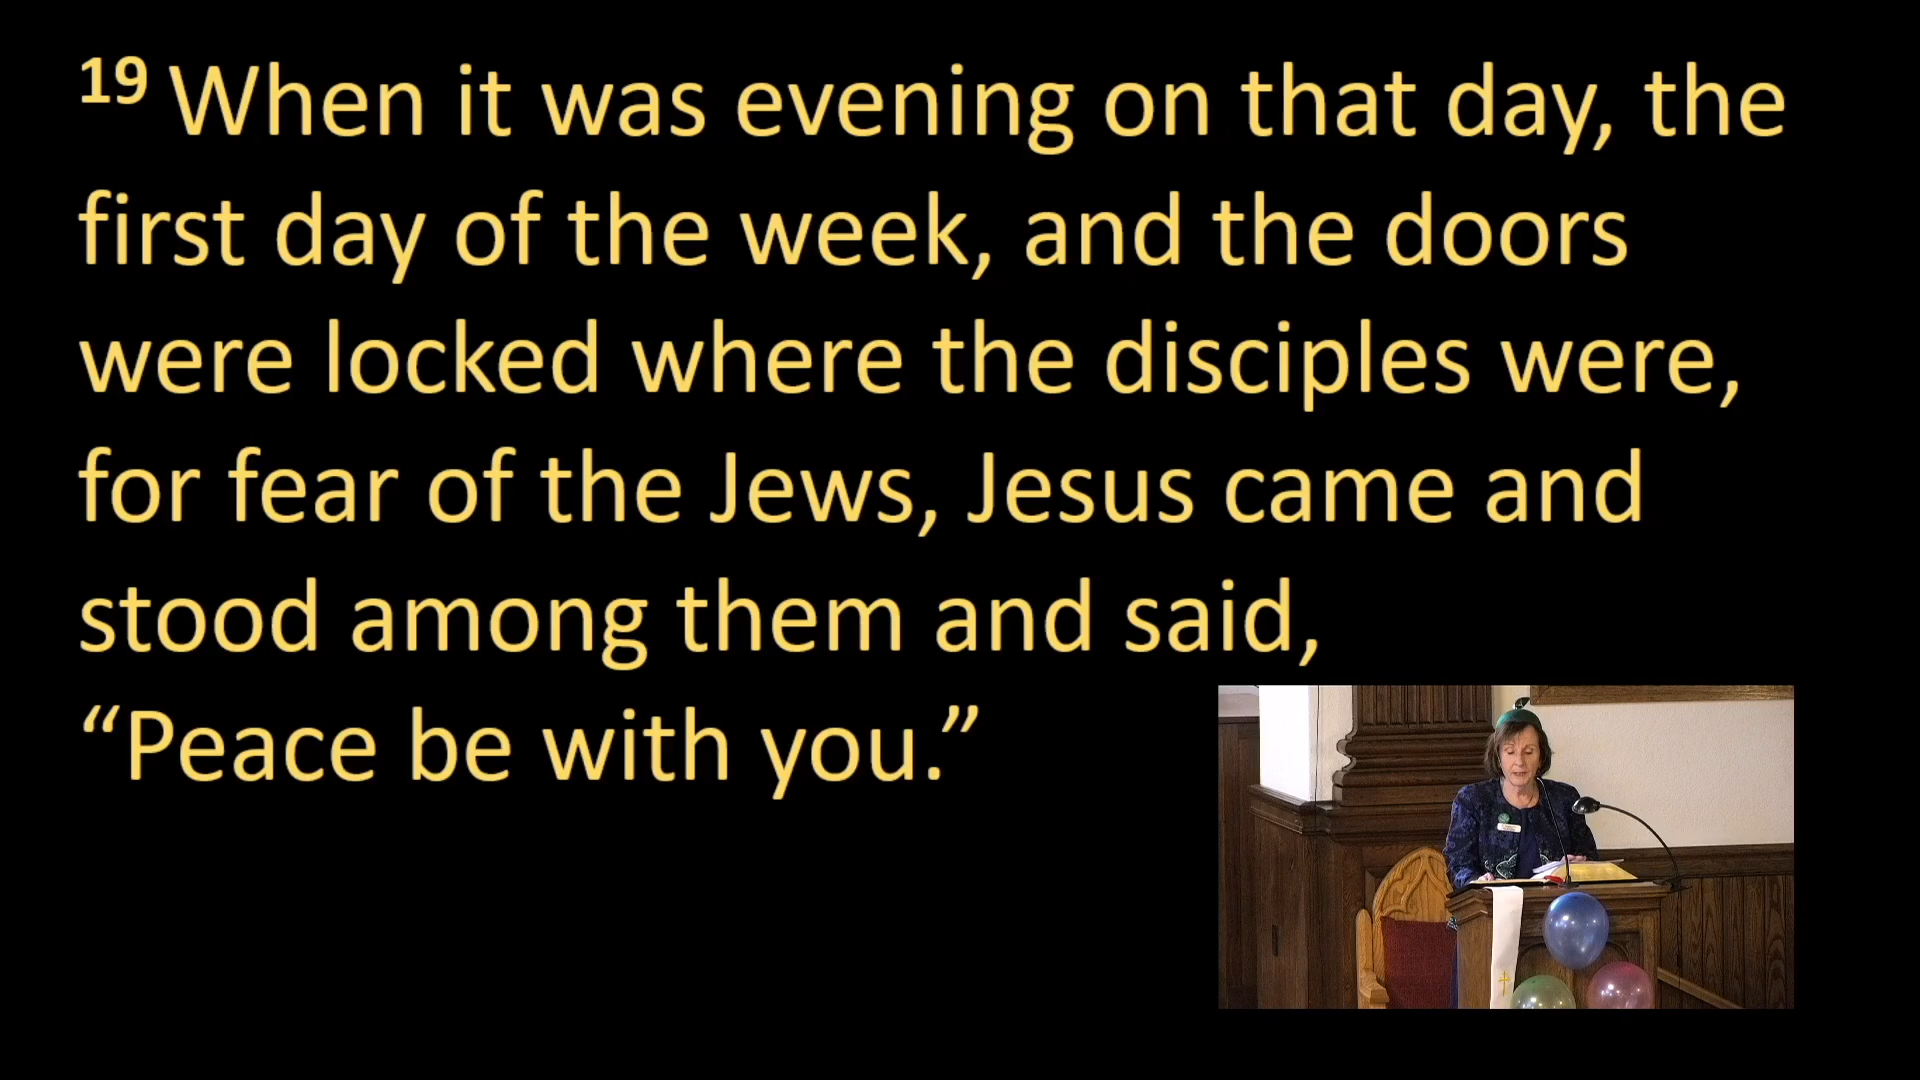 19 When it was evening on that day, the
first day of the week, and the doors
were locked where the disciples were,
for fear of the Jews, Jesus came and
stood among them and said,
“Peace be with you.”